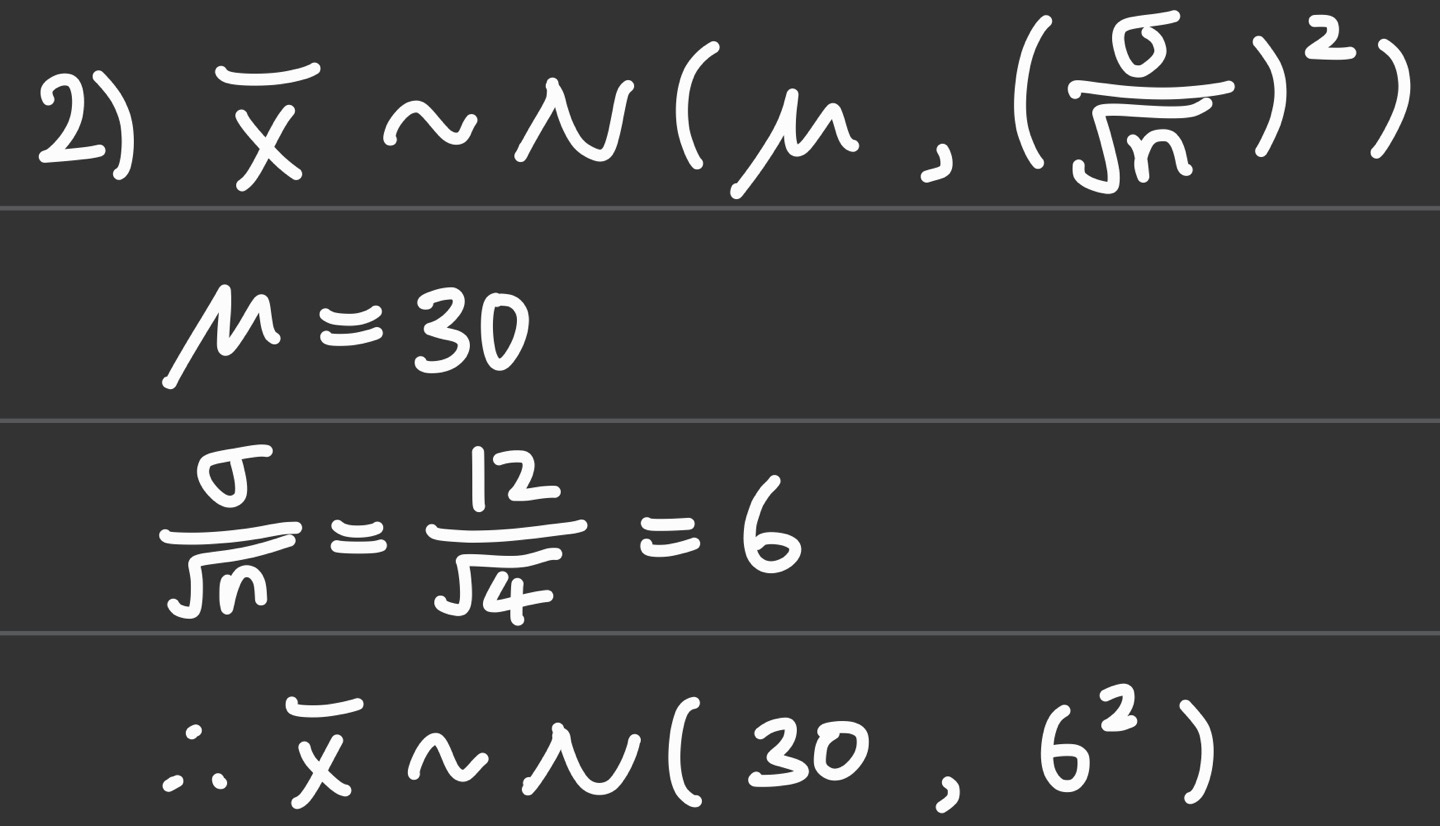 2) x̄ ~ N(μ, (σ/√n)²)
μ = 30
σ/√n = 12/√4 = 6
∴ x̄ ~ N(30, 6²)